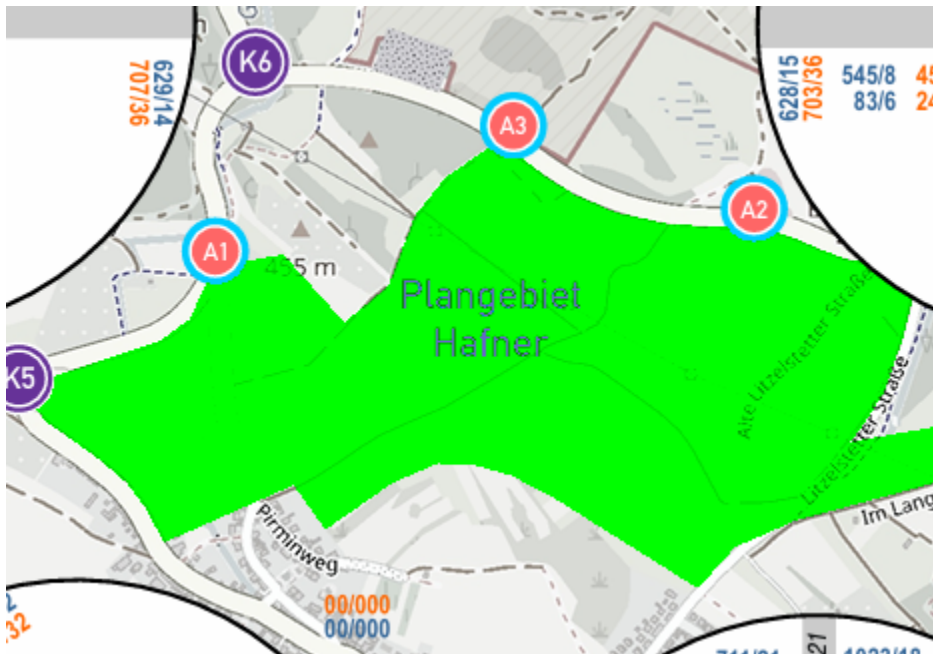 K6
629/14
707/36
628/15
703/36
545/8
83/6
A3
A2
A1
455 m
Plangebiet
Hafner
K5
Alte Litzelstetter Straße
Litzelstetter Straße
Im Lang
Pirminweg
00/000
00/000
21